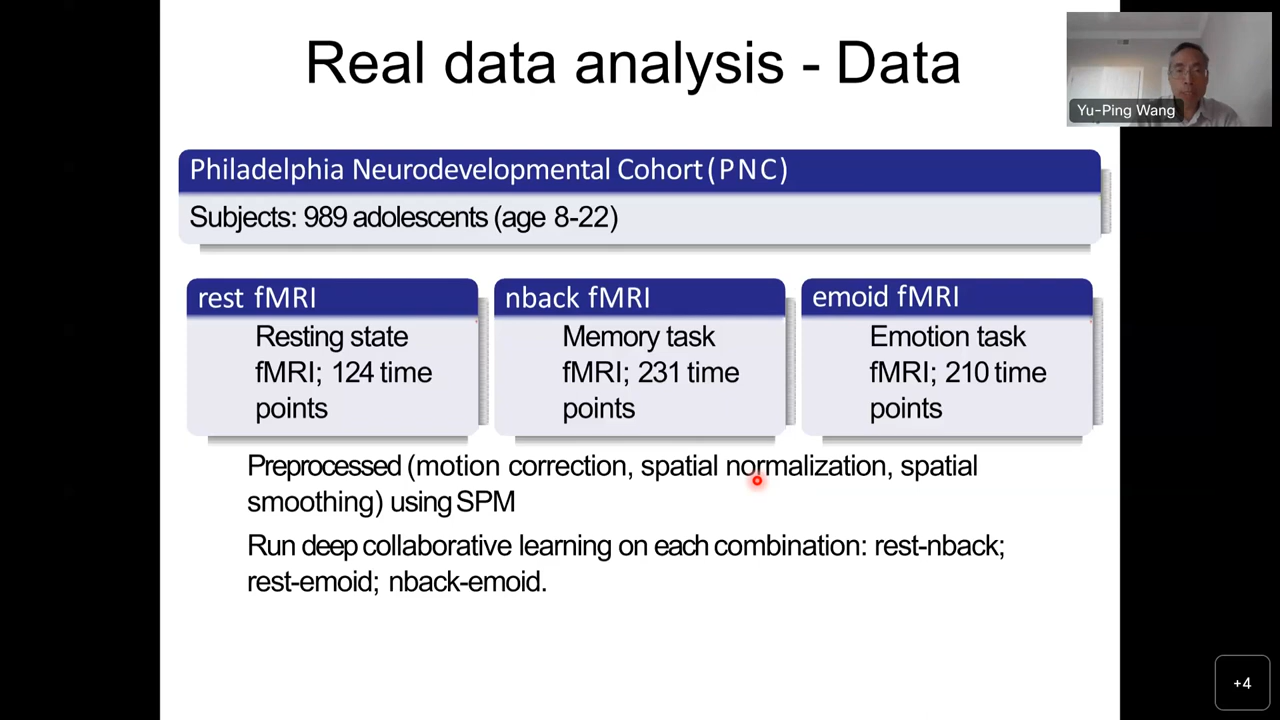 Real data analysis - Data
Yu-Ping Wang
Philadelphia Neurodevelopmental Cohort (PNC)
Subjects: 989 adolescents (age 8-22)
rest fMRI
Resting state
fMRI; 124 time
points
nback fMRI
Memory task
fMRI; 231 time
points
emoid fMRI
Emotion task
fMRI; 210 time
points
Preprocessed (motion correction, spatial normalization, spatial
smoothing) using SPM
Run deep collaborative learning on each combination: rest-nback;
rest-emoid; nback-emoid.
+4